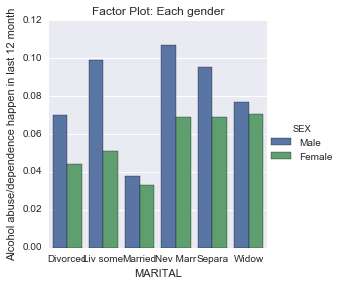 Factor Plot: Each gender
Alcohol abuse/dependence happen in last 12 month
0.12
0.10
0.08
0.06
0.04
0.02
0.00
Divorced Liv some Married Nev Marr Separa Widow
MARITAL
SEX
Male
Female